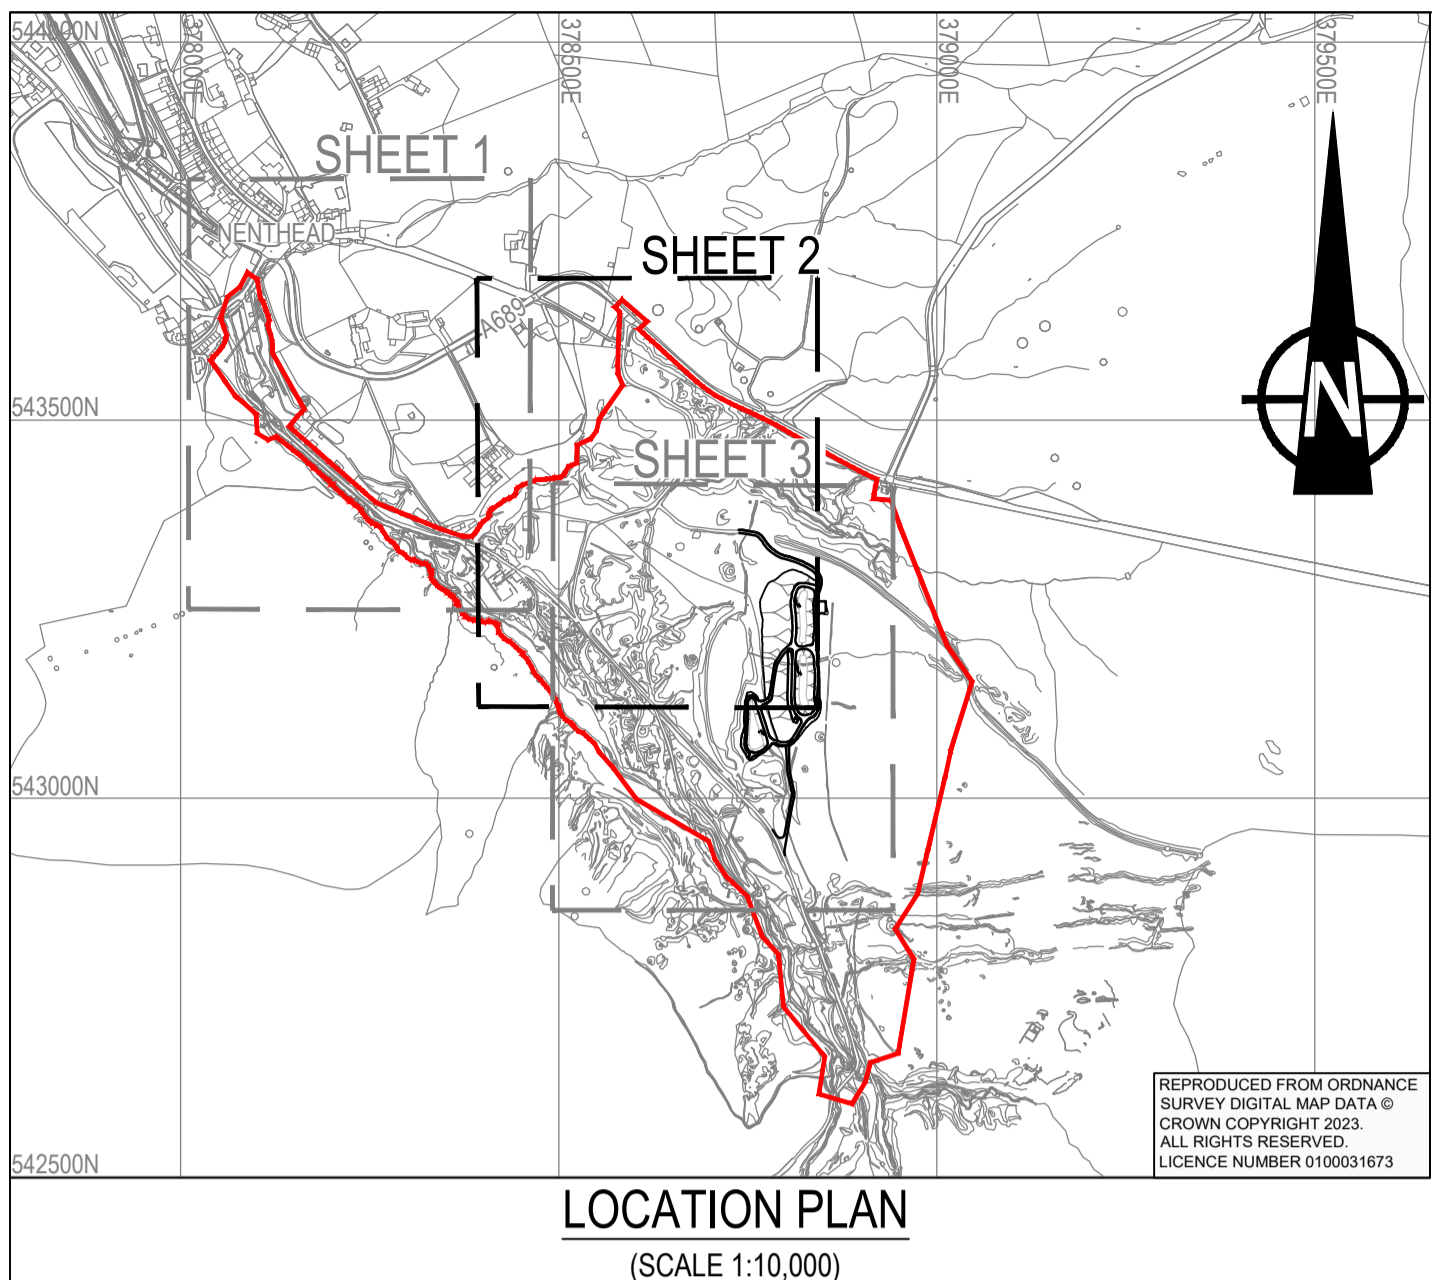 544000N
378000E
378500E
379000E
379500E
SHEET 1
NENTHEAD
SHEET 2
A689
N
543500N
SHEET 3
543000N
542500N
REPRODUCED FROM ORDNANCE
SURVEY DIGITAL MAP DATA ©
CROWN COPYRIGHT 2023.
ALL RIGHTS RESERVED.
LICENCE NUMBER 0100031673
LOCATION PLAN
(SCALE 1:10,000)